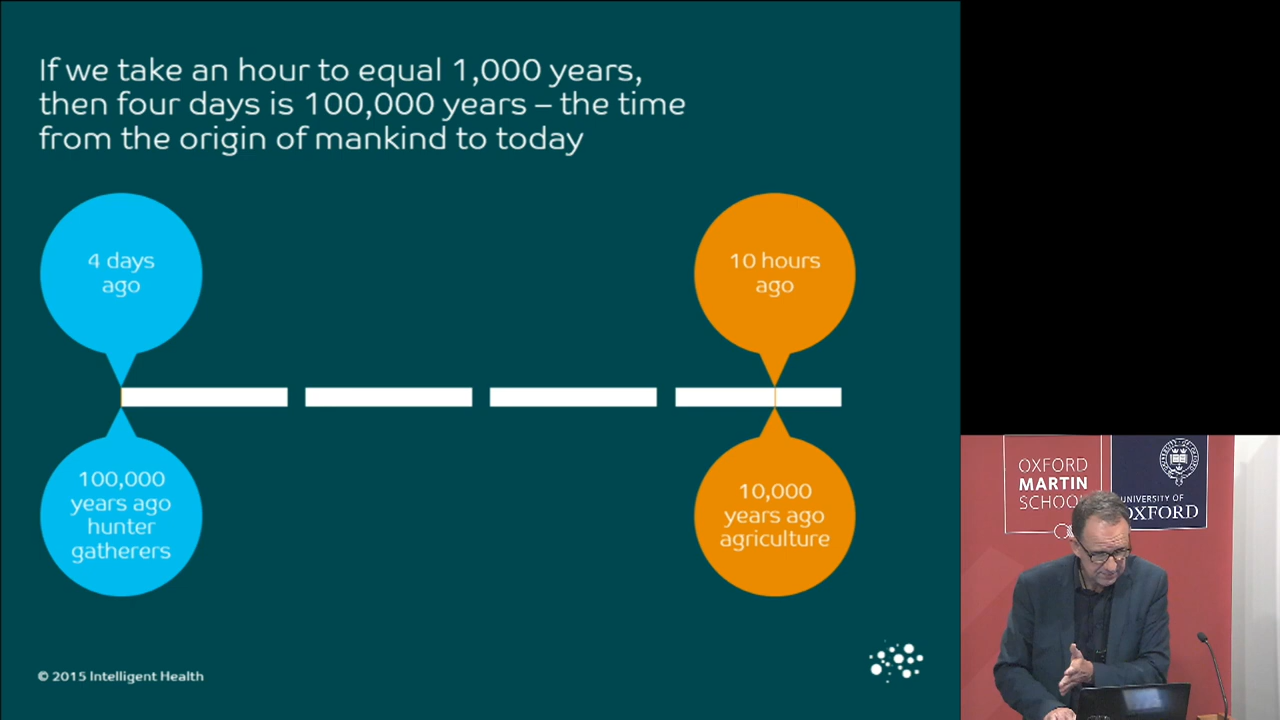 If we take an hour to equal 1,000 years,
then four days is 100,000 years – the time
from the origin of mankind to today
4 days
ago
10 hours
ago
100,000
years ago
hunter
gatherers
10,000
years ago
agriculture
© 2015 Intelligent Health
OXFORD
MARTIN
SCHOOL
UNIVERSITY OF
OXFORD